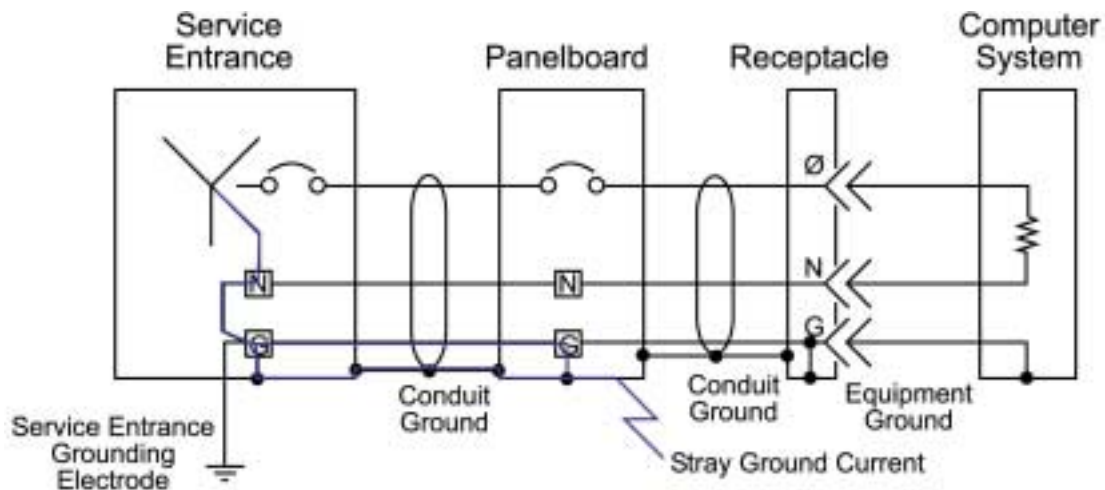 Service
Entrance
Panelboard
Receptacle
Computer
System
Ø
N
N
N
G
G
G
Conduit
Ground
Conduit
Ground
Equipment
Ground
Service Entrance
Grounding
Electrode
Stray Ground Current